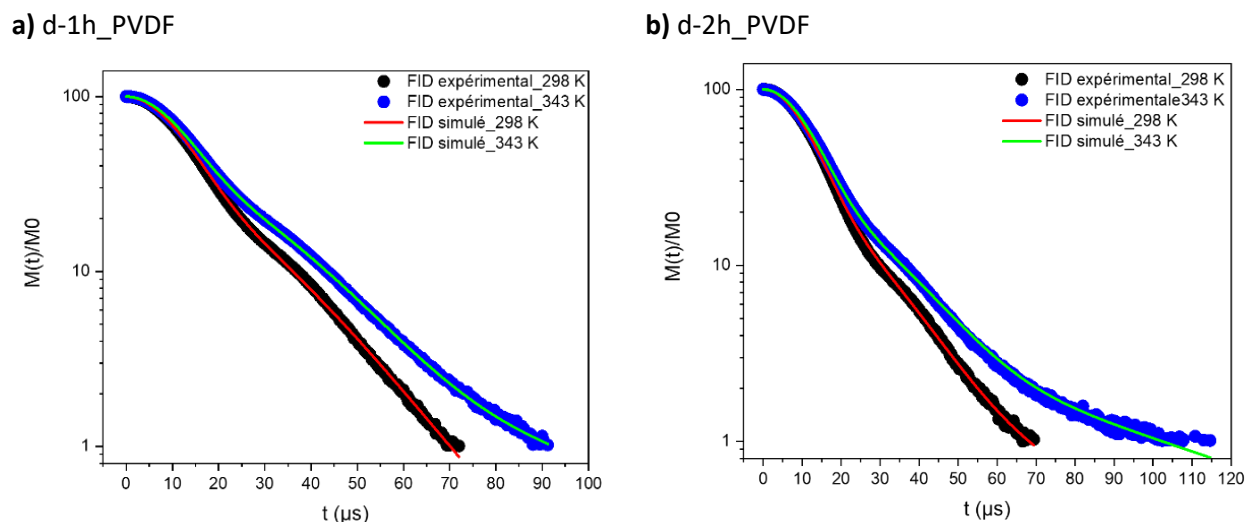 a) d-1h_PVDF
b) d-2h_PVDF
FID expérimental_298 K
FID expérimental_343 K
FID simulé_298 K
FID simulé_343 K
100
10
1
M(t)/M0
0 10 20 30 40 50 60 70 80 90 100
t (μs)
FID expérimental_298 K
FID expérimentale343 K
FID simulé_298 K
FID simulé_343 K
100
10
1
M(t)/M0
0 10 20 30 40 50 60 70 80 90 100 110 120
t (μs)